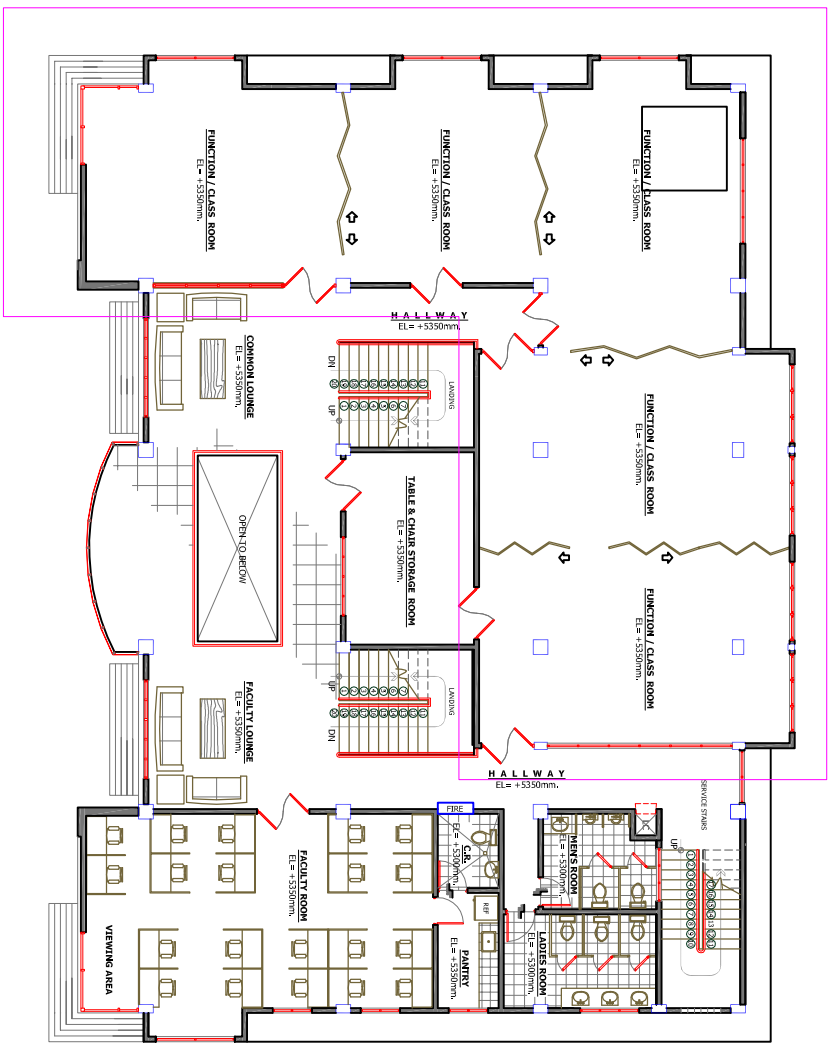 FUNCTION / CLASS ROOM
EL= +5350mm.
FUNCTION / CLASS ROOM
EL= +5350mm.
FUNCTION / CLASS ROOM
EL= +5350mm.
H A L L W A Y
EL= +5350mm.
COMMON LOUNGE
EL= +5350mm.
DN
UP
LANDING
FUNCTION / CLASS ROOM
EL= +5350mm.
OPEN TO BELOW
TABLE & CHAIR STORAGE ROOM
EL= +5350mm.
FUNCTION / CLASS ROOM
EL= +5350mm.
FACULTY LOUNGE
EL= +5350mm.
UP
DN
LANDING
H A L L W A Y
EL= +5350mm.
SERVICE STAIRS
UP
FIRE
C.R.
EL= +5300mm.
MEN'S ROOM
EL= +5300mm.
FACULTY ROOM
EL= +5350mm.
REF
VIEWING AREA
PANTRY
EL= +5350mm.
LADIES ROOM
EL= +5300mm.